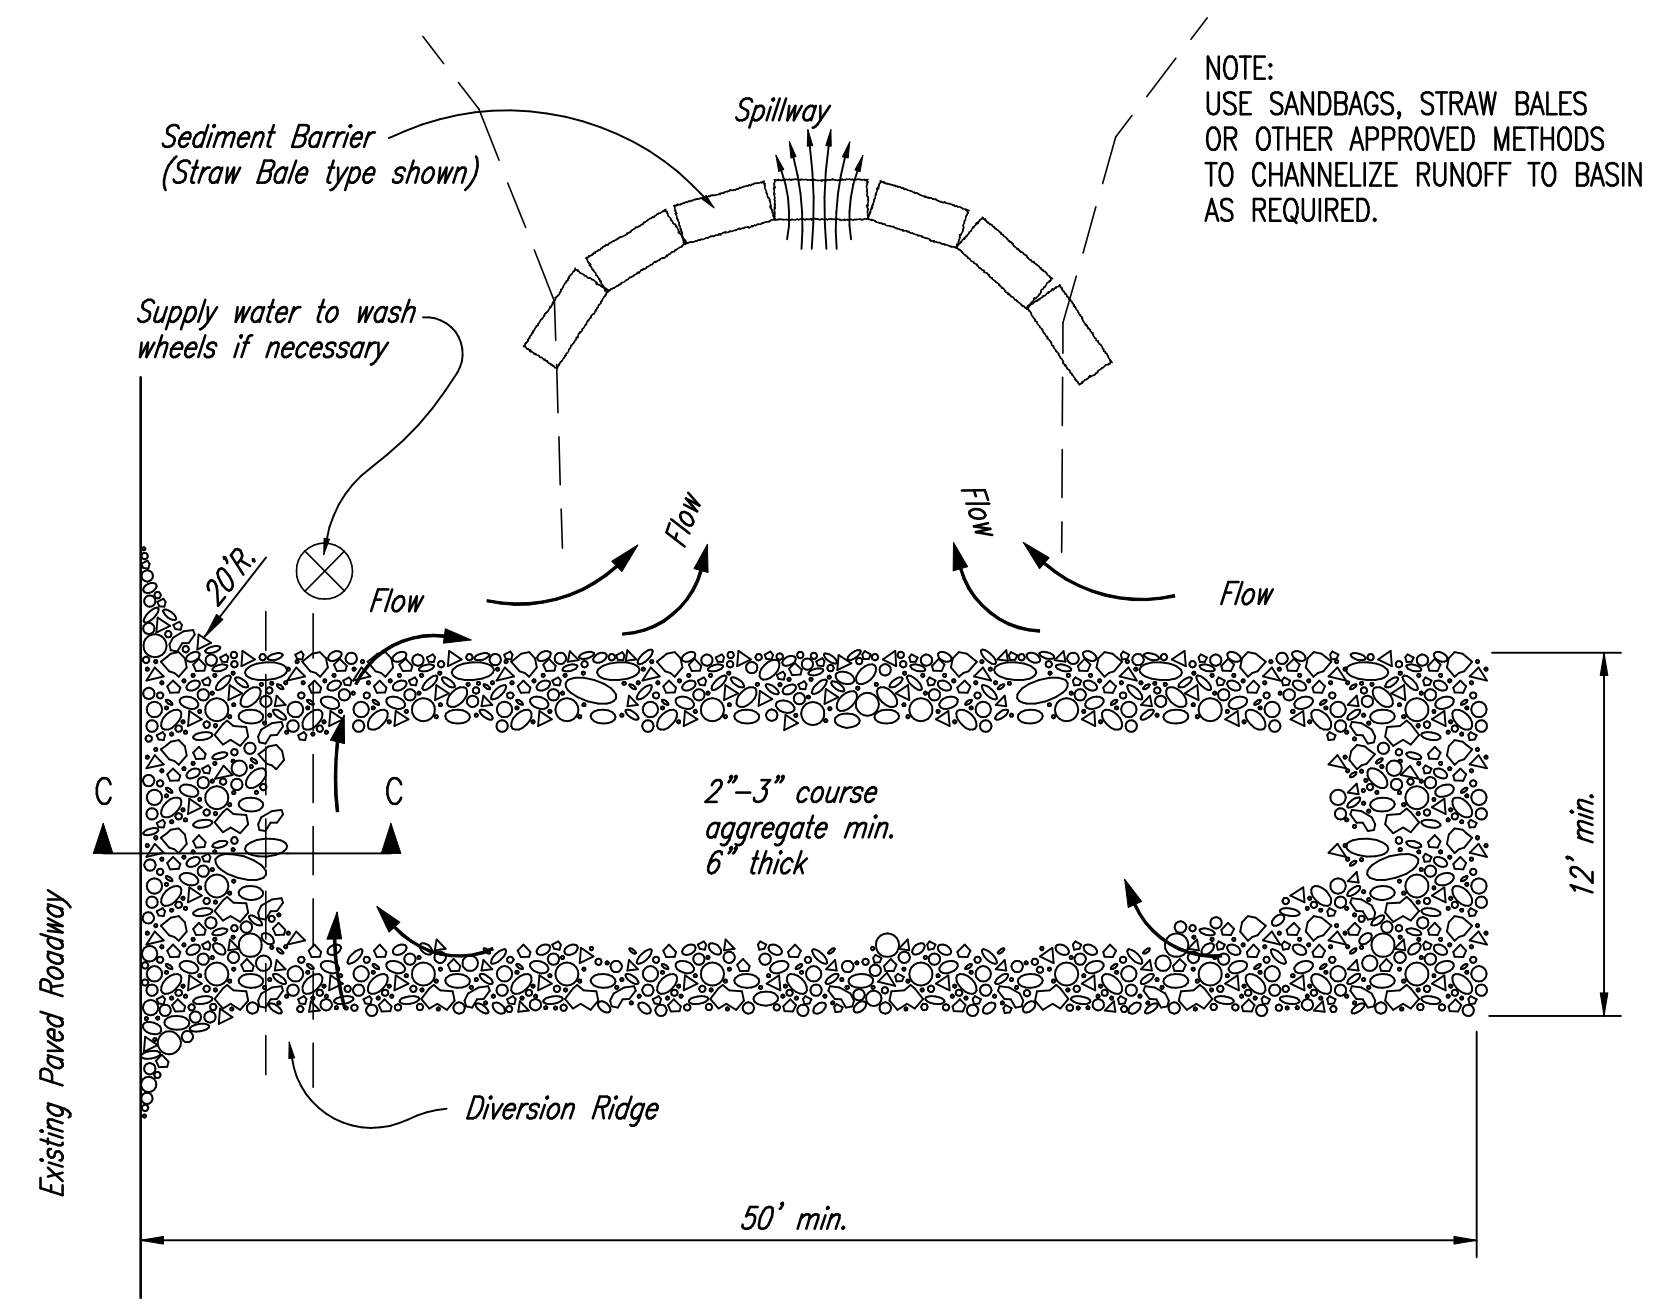 NOTE:
USE SANDBAGS, STRAW BALES
OR OTHER APPROVED METHODS
TO CHANNELIZE RUNOFF TO BASIN
AS REQUIRED.
Spillway
Sediment Barrier
(Straw Bale type shown)
Supply water to wash
wheels if necessary
20'R.
Flow
Flow
Flow
Flow
C
C
2"-3" course
aggregate min.
6" thick
12' min.
Existing Paved Roadway
Diversion Ridge
50' min.